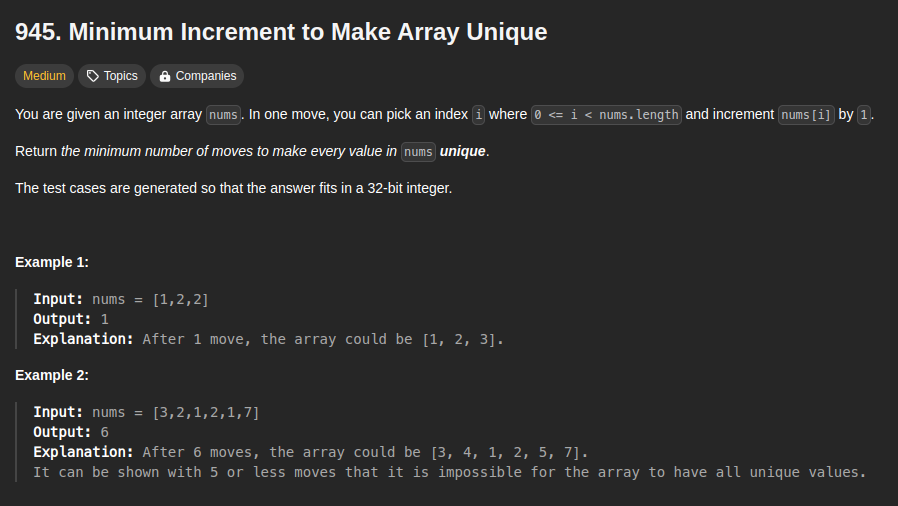 945. Minimum Increment to Make Array Unique
Medium Topics Companies
You are given an integer array nums. In one move, you can pick an index i where 0 <= i < nums.length and increment nums[i] by 1.
Return the minimum number of moves to make every value in nums unique.
The test cases are generated so that the answer fits in a 32-bit integer.
Example 1:
Input: nums = [1,2,2]
Output: 1
Explanation: After 1 move, the array could be [1, 2, 3].
Example 2:
Input: nums = [3,2,1,2,1,7]
Output: 6
Explanation: After 6 moves, the array could be [3, 4, 1, 2, 5, 7].
It can be shown with 5 or less moves that it is impossible for the array to have all unique values.